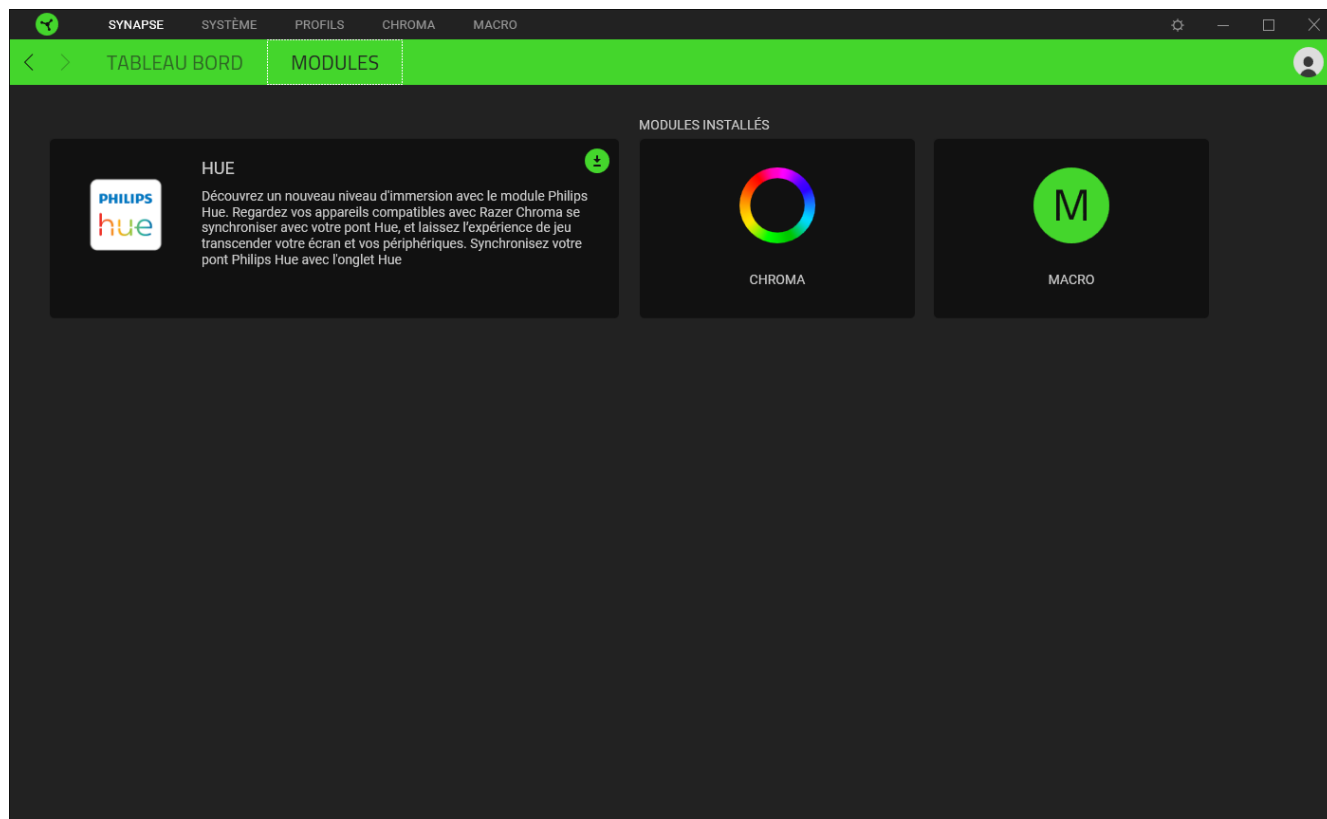 SYNAPSE SYSTÈME PROFILS CHROMA MACRO
TABLEAU BORD MODULES
MODULES INSTALLÉS
PHILIPS
hue
HUE
Découvrez un nouveau niveau d'immersion avec le module Philips
Hue. Regardez vos appareils compatibles avec Razer Chroma se
synchroniser avec votre pont Hue, et laissez l'expérience de jeu
transcender votre écran et vos périphériques. Synchronisez votre
pont Philips Hue avec l'onglet Hue
CHROMA
M
MACRO